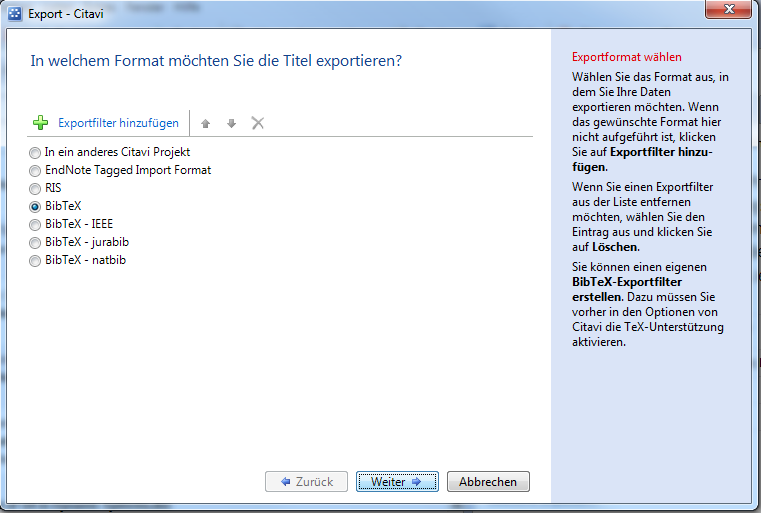 Export - Citavi
In welchem Format möchten Sie die Titel exportieren?
Exportfilter hinzufügen
In ein anderes Citavi Projekt
EndNote Tagged Import Format
RIS
BibTeX
BibTeX - IEEE
BibTeX - jurabib
BibTeX - natbib
Zurück
Weiter
Abbrechen
Exportformat wählen
Wählen Sie das Format aus, in
dem Sie Ihre Daten
exportieren möchten. Wenn
das gewünschte Format hier
nicht aufgeführt ist, klicken
Sie auf Exportfilter hinzu-
fügen.
Wenn Sie einen Exportfilter
aus der Liste entfernen
möchten, wählen Sie den
Eintrag aus und klicken Sie
auf Löschen.
Sie können einen eigenen
BibTeX-Exportfilter
erstellen. Dazu müssen Sie
vorher in den Optionen von
Citavi die TeX-Unterstützung
aktivieren.